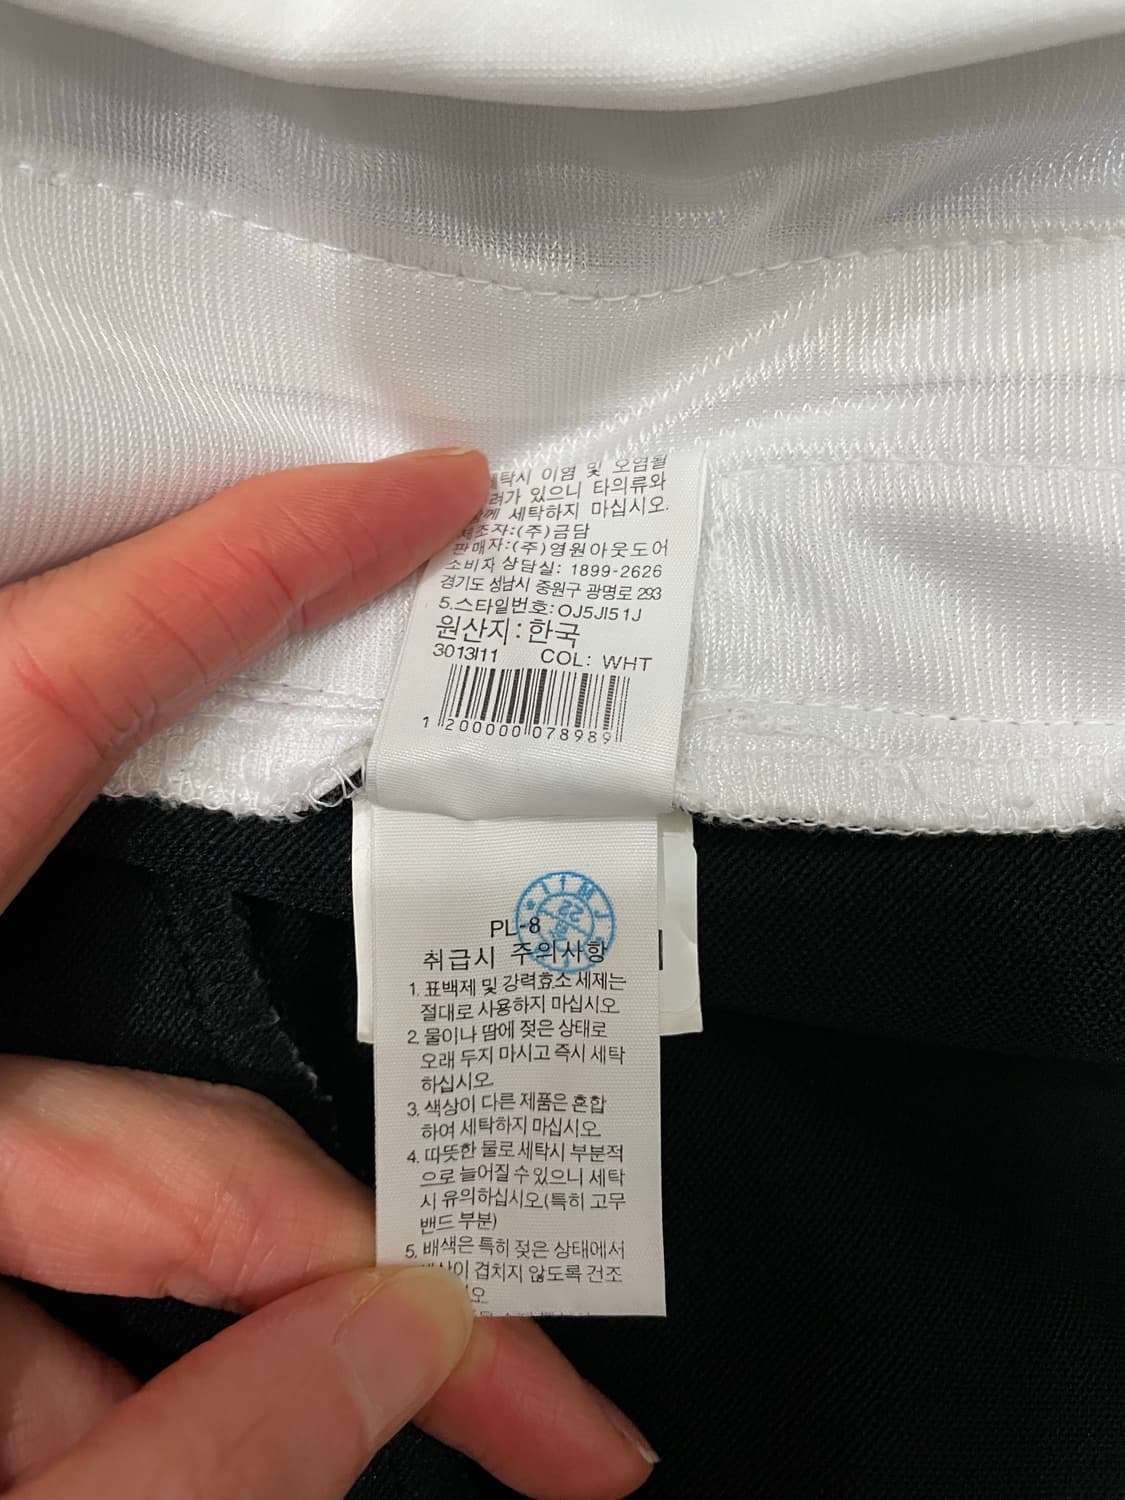 세탁시 이염 및 오염될
려가 있으니 타의류와
함께 세탁하지 마십시오.
제조자:(주)금담
판매자:(주)영원아웃도어
소비자 상담실: 1899-2626
경기도 성남시 중원구 광명로 293
5.스타일번호:OJ5JI51J
원산지: 한국
3013I11 COL: WHT
1 200000 078989
PL-8
취급시 주의사항
1. 표백제 및 강력효소 세제는
절대로 사용하지 마십시오
2. 물이나 땀에 젖은 상태로
오래 두지 마시고 즉시 세탁
하십시오.
3. 색상이 다른 제품은 혼합
하여 세탁하지 마십시오.
4. 따뜻한 물로 세탁시 부분적
으로 늘어질 수 있으니 세탁
시 유의하십시오.(특히 고무
밴드 부분)
5. 배색은 특히 젖은 상태에서
색상이 겹치지 않도록 건조
오